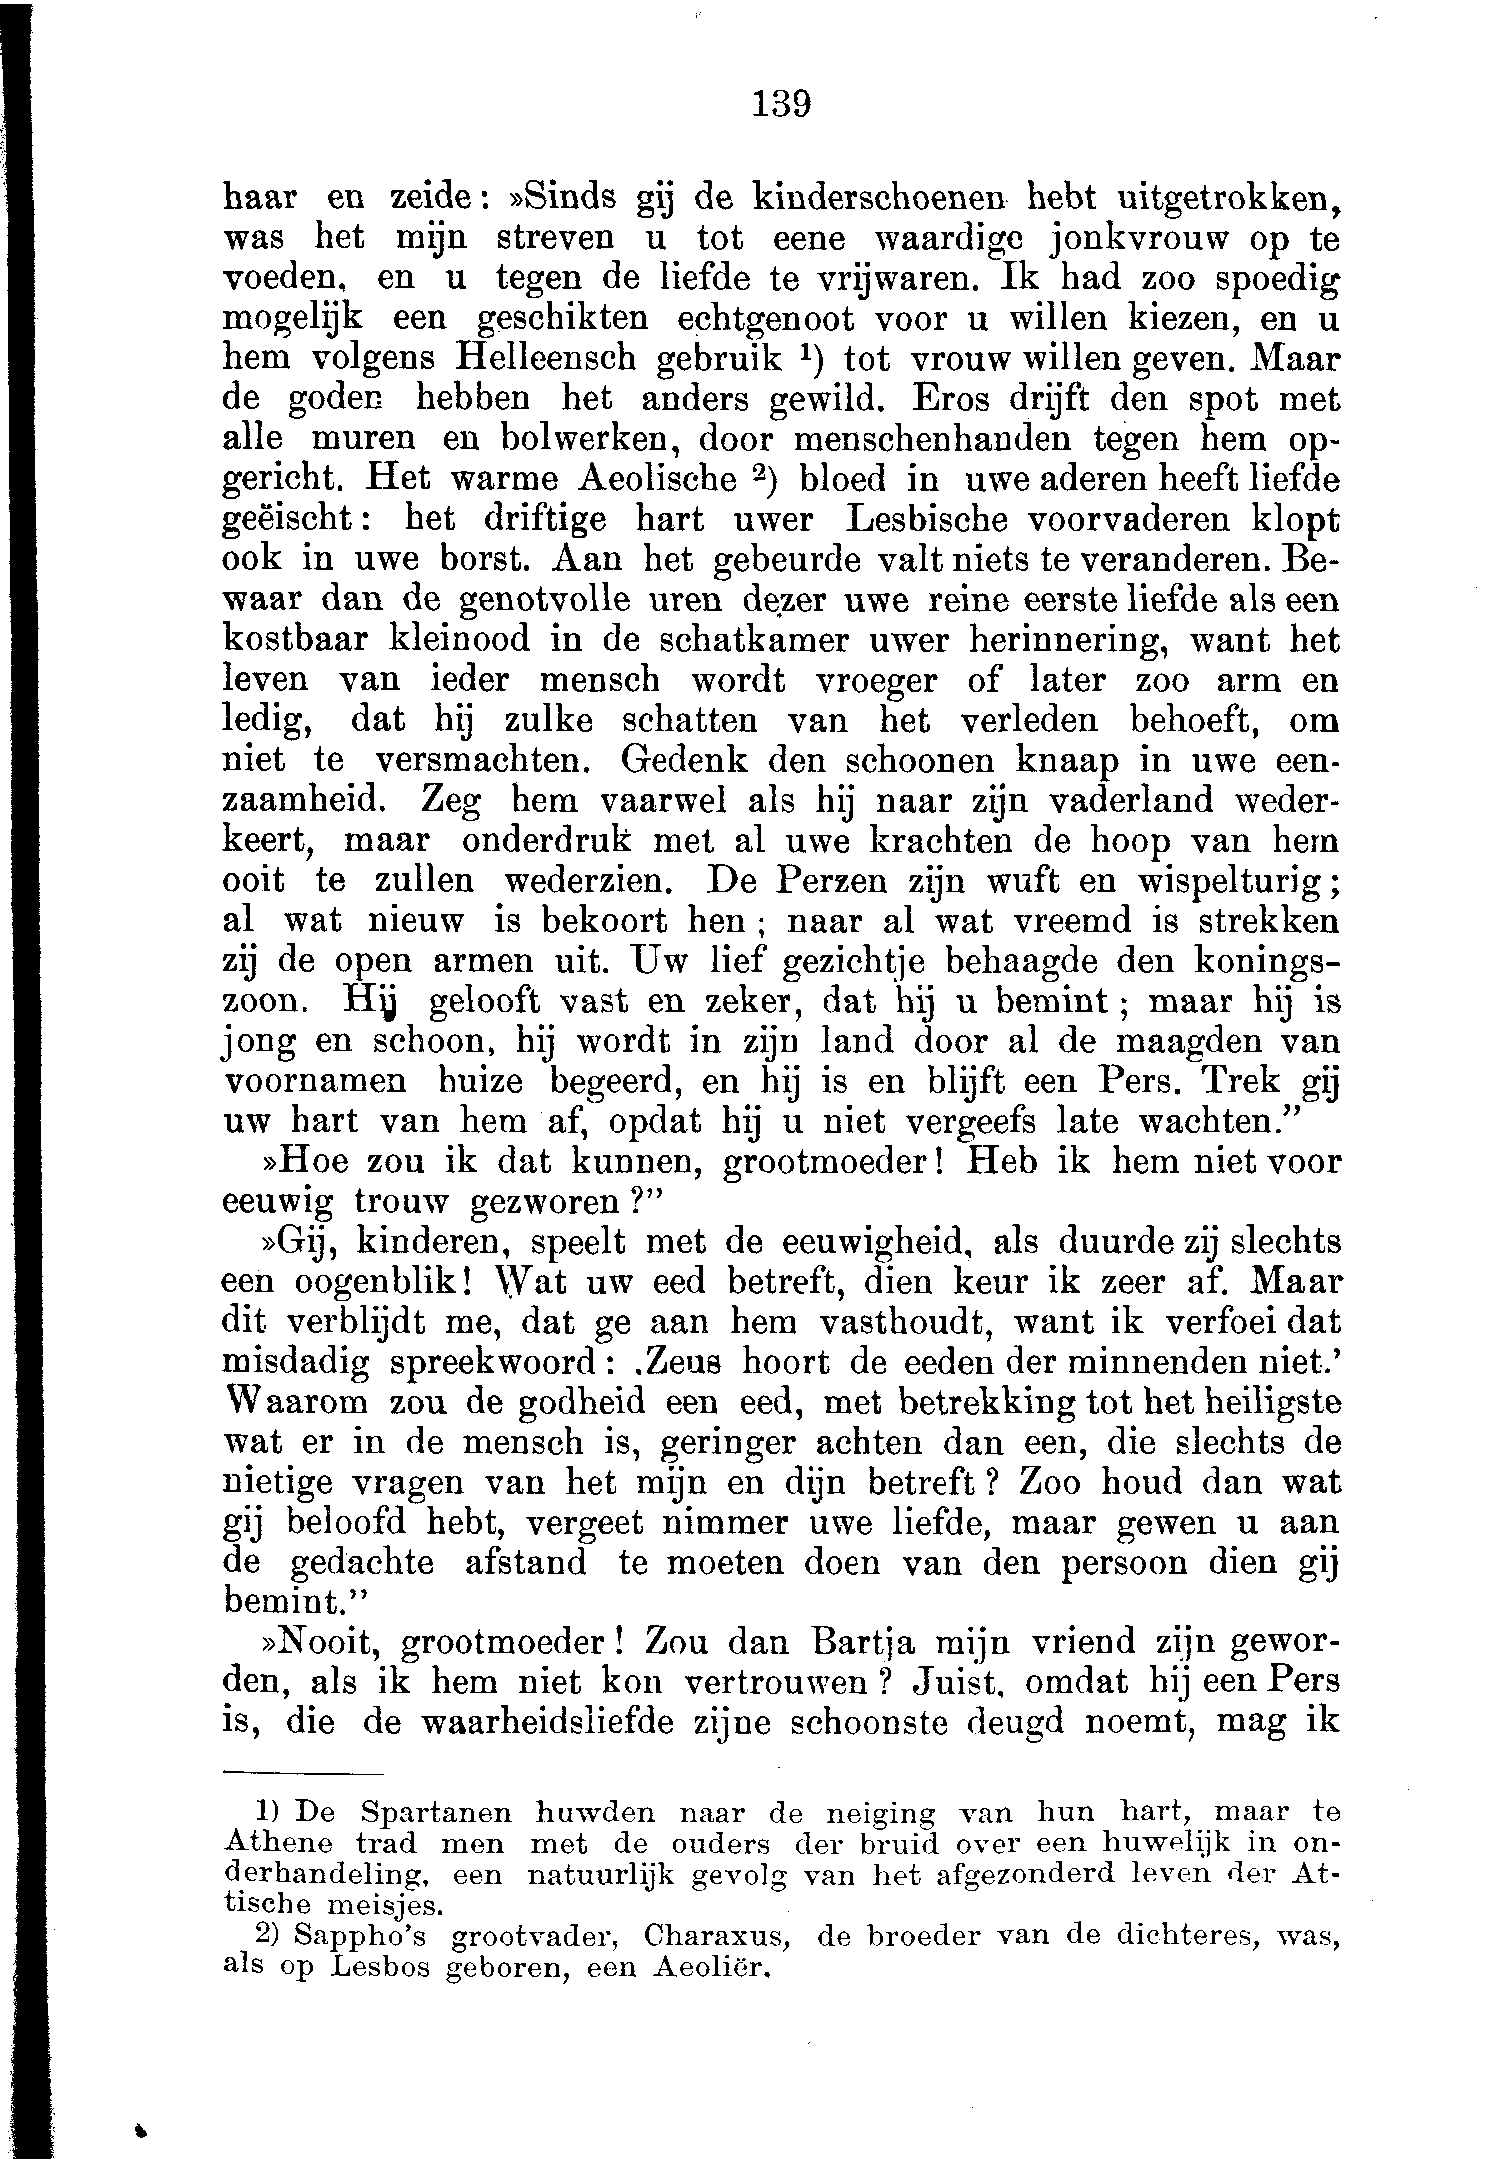 139
haar en zeide: »Sinds gij de kinderschoenen hebt uitgetrokken,
was het mijn streven u tot eene waardige jonkvrouw op te
voeden, en u tegen de liefde te vrijwaren. Ik had zoo spoedig
mogelijk een geschikten echtgenoot voor u willen kiezen, en u
hem volgens Helleensch gebruik ¹) tot vrouw willen geven. Maar
de goden hebben het anders gewild. Eros drijft den spot met
alle muren en bolwerken, door menschenhanden tegen hem op-
gericht. Het warme Aeolische ²) bloed in uwe aderen heeft liefde
geëischt: het driftige hart uwer Lesbische voorvaderen klopt
ook in uwe borst. Aan het gebeurde valt niets te veranderen. Be-
waar dan de genotvolle uren dezer uwe reine eerste liefde als een
kostbaar kleinood in de schatkamer uwer herinnering, want het
leven van ieder mensch wordt vroeger of later zoo arm en
ledig, dat hij zulke schatten van het verleden behoeft, om
niet te versmachten. Gedenk den schoonen knaap in uwe een-
zaamheid. Zeg hem vaarwel als hij naar zijn vaderland weder-
keert, maar onderdruk met al uwe krachten de hoop van hem
ooit te zullen wederzien. De Perzen zijn wuft en wispelturig;
al wat nieuw is bekoort hen; naar al wat vreemd is strekken
zij de open armen uit. Uw lief gezichtje behaagde den konings-
zoon. Hij gelooft vast en zeker, dat hij u bemint; maar hij is
jong en schoon, hij wordt in zijn land door al de maagden van
voornamen huize begeerd, en hij is en blijft een Pers. Trek gij
uw hart van hem af, opdat hij u niet vergeefs late wachten.”
»Hoe zou ik dat kunnen, grootmoeder! Heb ik hem niet voor
eeuwig trouw gezworen?”
»Gij, kinderen, speelt met de eeuwigheid, als duurde zij slechts
een oogenblik! Wat uw eed betreft, dien keur ik zeer af. Maar
dit verblijdt me, dat ge aan hem vasthoudt, want ik verfoei dat
misdadig spreekwoord: ‚Zeus hoort de eeden der minnenden niet.’
Waarom zou de godheid een eed, met betrekking tot het heiligste
wat er in de mensch is, geringer achten dan een, die slechts de
nietige vragen van het mijn en dijn betreft? Zoo houd dan wat
gij beloofd hebt, vergeet nimmer uwe liefde, maar gewen u aan
de gedachte afstand te moeten doen van den persoon dien gij
bemint.”
»Nooit, grootmoeder! Zou dan Bartja mijn vriend zijn gewor-
den, als ik hem niet kon vertrouwen? Juist, omdat hij een Pers
is, die de waarheidsliefde zijne schoonste deugd noemt, mag ik
1) De Spartanen huwden naar de neiging van hun hart, maar te
Athene trad men met de ouders der bruid over een huwelijk in on-
derhandeling, een natuurlijk gevolg van het afgezonderd leven der At-
tische meisjes.
2) Sappho's grootvader, Charaxus, de broeder van de dichteres, was,
als op Lesbos geboren, een Aeoliër.